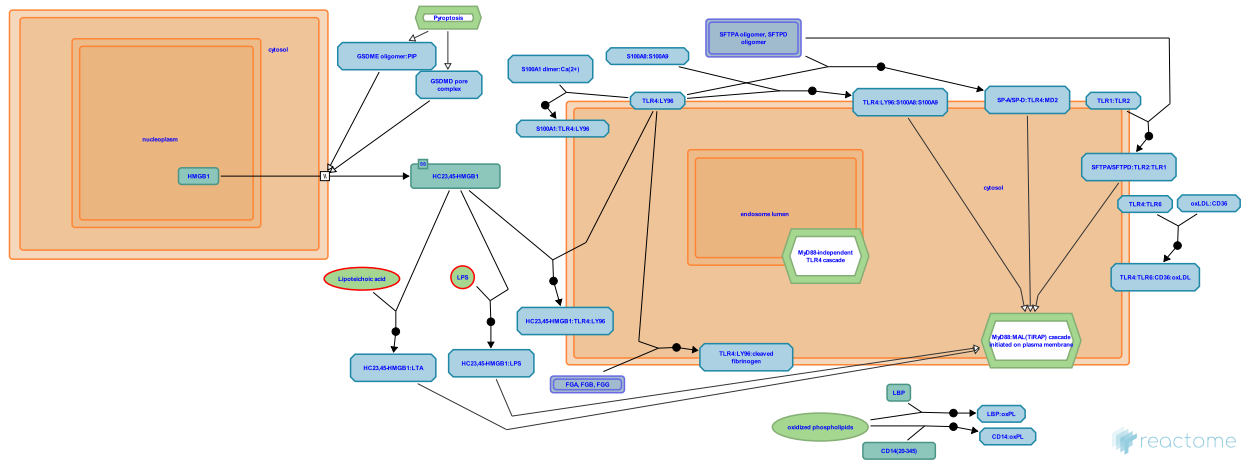 Pyroptosis
cytosol
GSDME oligomer:PIP
GSDMD pore
complex
nucleoplasm
HMGB1
\\
88
HC23,45-HMGB1
S100A1 dimer:Ca(2+)
S100A8:S100A9
SFTPA oligomer, SFTPD
oligomer
TLR4:LY96
TLR4:LY96:S100A8:S100A9
SP-A/SP-D:TLR4:MD2
TLR1:TLR2
S100A1:TLR4:LY96
SFTPA/SFTPD:TLR2:TLR1
cytosol
TLR4:TLR6
oxLDL:CD36
endosome lumen
MyD88-independent
TLR4 cascade
TLR4:TLR6:CD36:oxLDL
Lipoteichoic acid
LPS
HC23,45-HMGB1:TLR4:LY96
MyD88:MAL(TIRAP) cascade
initiated on plasma membrane
HC23,45-HMGB1:LTA
HC23,45-HMGB1:LPS
TLR4:LY96:cleaved
fibrinogen
FGA, FGB, FGG
LBP
LBP:oxPL
oxidized phospholipids
CD14:oxPL
CD14(20-345)
reactome